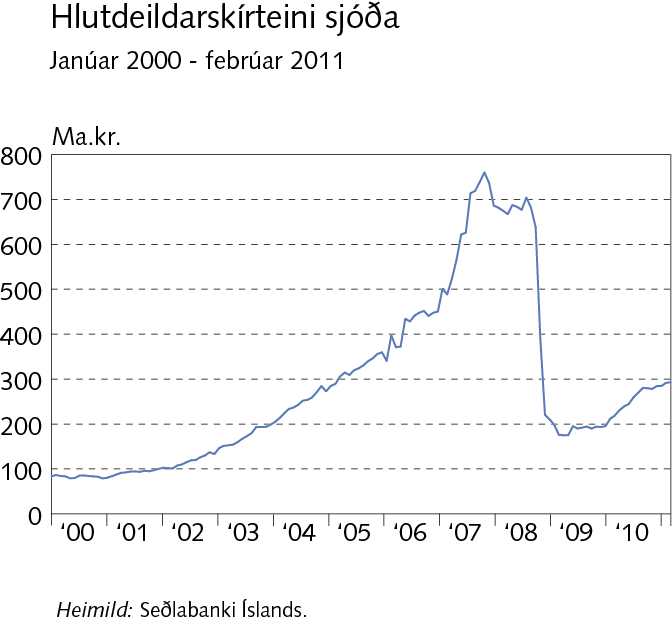 Hlutdeildarskírteini sjóða
Janúar 2000 - febrúar 2011
Ma.kr.
800
700
600
500
400
300
200
100
0
‘00 ‘01 ‘02 ‘03 ‘04 ‘05 ‘06 ‘07 ‘08 ‘09 ‘10
Heimild: Seðlabanki Íslands.